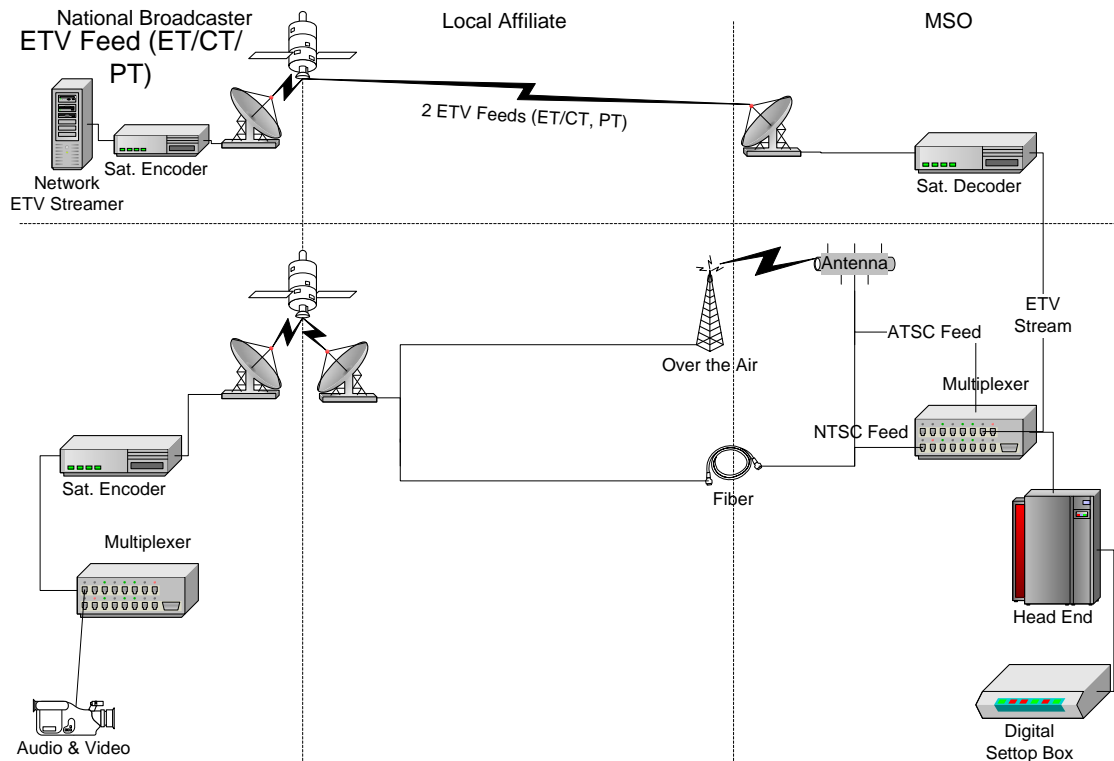 National Broadcaster
ETV Feed (ET/CT/
PT)
Local Affiliate
MSO
2 ETV Feeds (ET/CT, PT)
Sat. Encoder
Network
ETV Streamer
Sat. Decoder
Antenna
ETV
Stream
ATSC Feed
Over the Air
Multiplexer
NTSC Feed
Sat. Encoder
Fiber
Multiplexer
Head End
Audio & Video
Digital
Settop Box